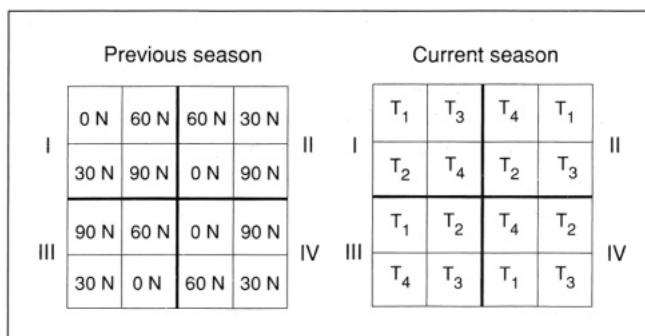 Previous season Current season
0 N 60 N 60 N 30 N T₁ T₃ T₄ T₁
I II I II
30 N 90 N 0 N 90 N T₂ T₄ T₂ T₃
90 N 60 N 0 N 90 N T₁ T₂ T₄ T₂
III IV III IV
30 N 0 N 60 N 30 N T₄ T₃ T₁ T₃